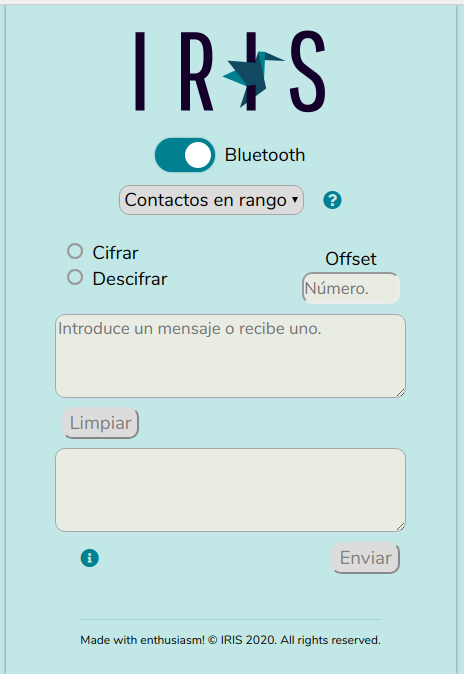 IRIS
Bluetooth
Contactos en rango
Cifrar
Descifrar
Offset
Número.
Introduce un mensaje o recibe uno.
Limpiar
Enviar
Made with enthusiasm! © IRIS 2020. All rights reserved.